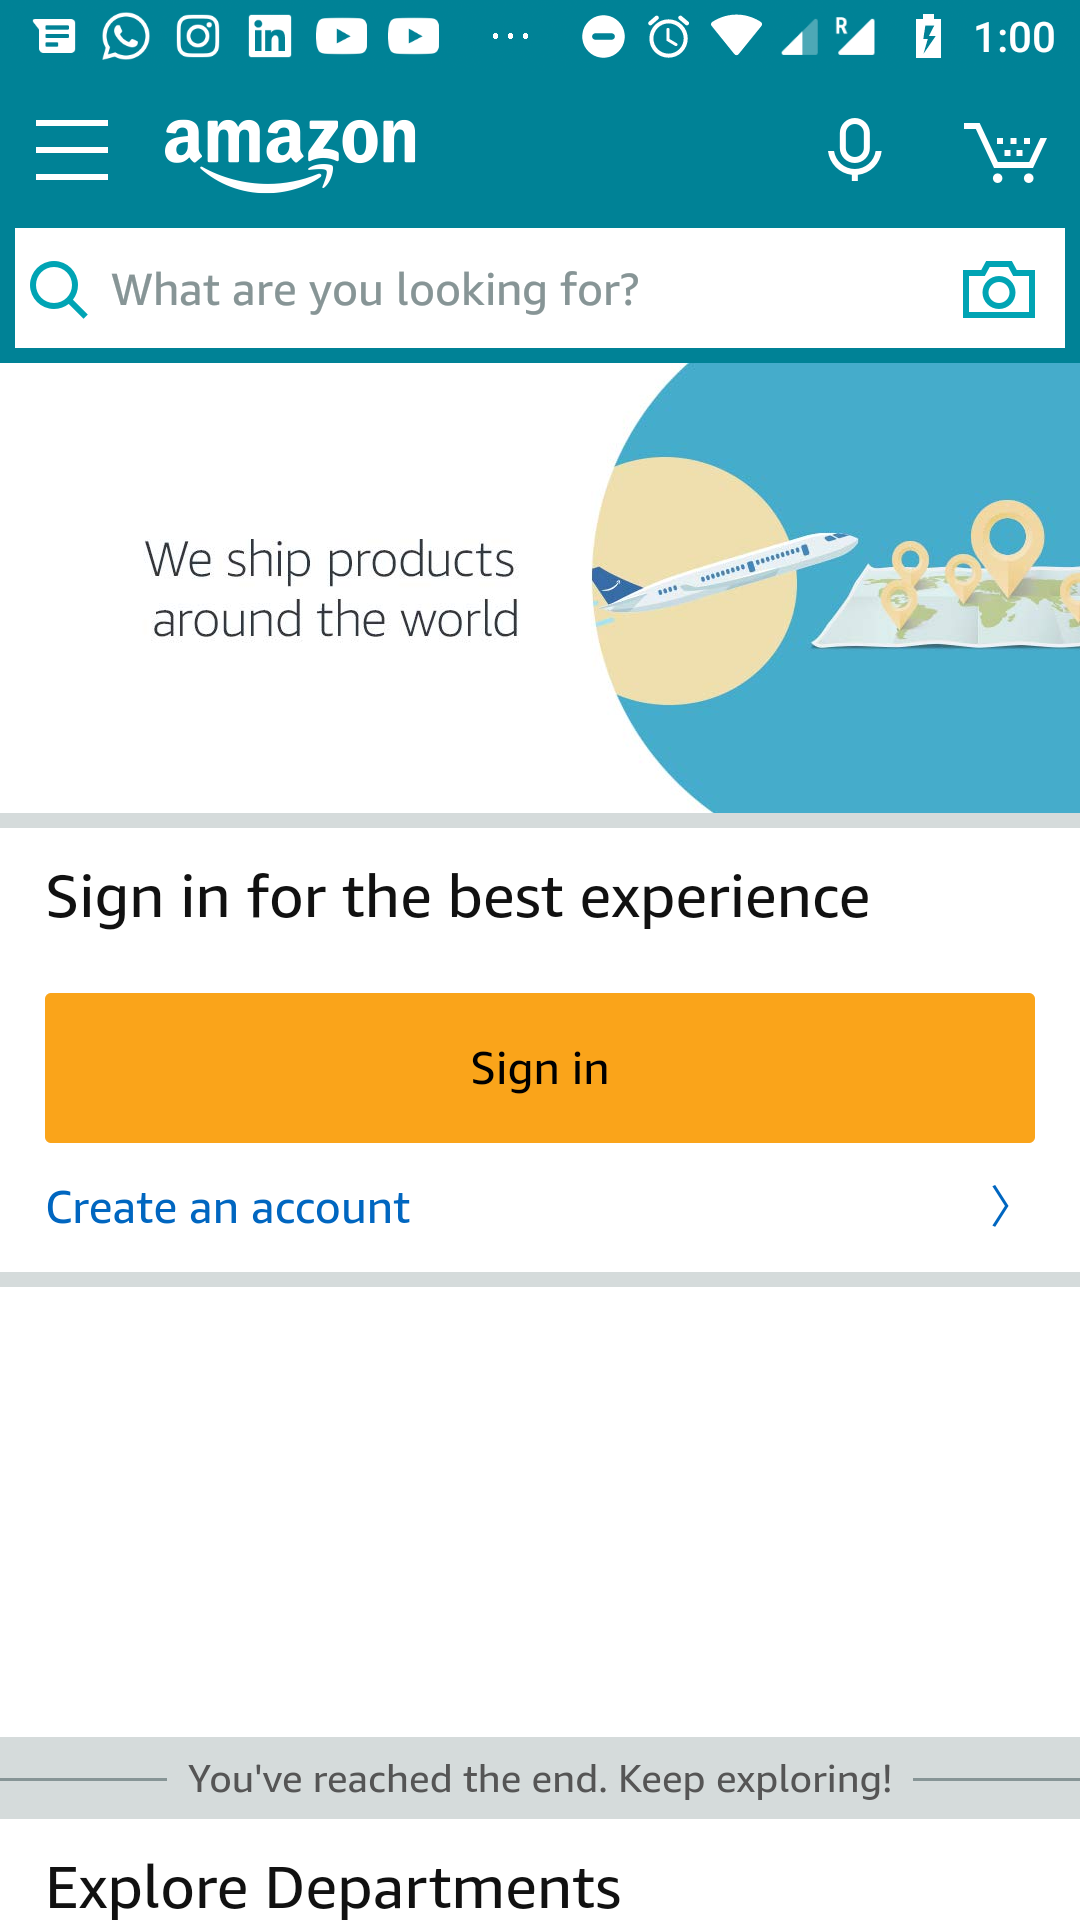 R 1:00
amazon
What are you looking for?
We ship products
around the world
Sign in for the best experience
Sign in
Create an account
You've reached the end. Keep exploring!
Explore Departments